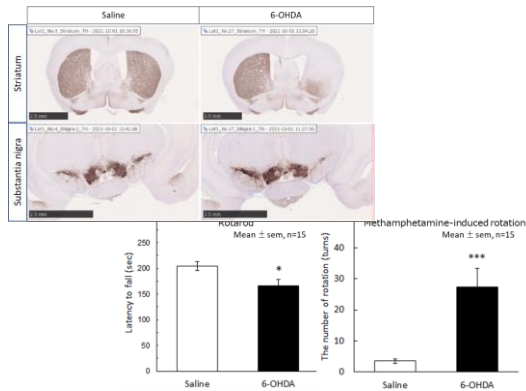 Saline
6-OHDA
Striatum
2.5 mm
2.5 mm
Substantia nigra
2.5 mm
2.5 mm
Rotarod
Mean ± sem, n=15
Latency to fall (sec)
250
200
150
100
50
0
*
Saline
6-OHDA
Methamphetamine-induced rotation
Mean ± sem, n=15
The number of rotation (turns)
40
30
20
10
0
***
Saline
6-OHDA